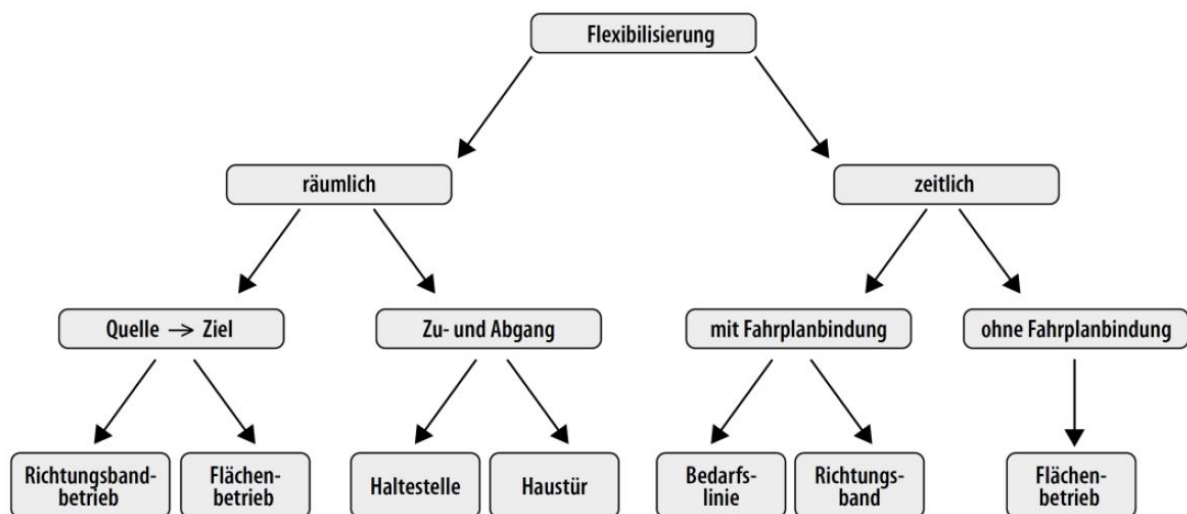 Flexibilisierung
räumlich
zeitlich
Quelle → Ziel
Zu- und Abgang
mit Fahrplanbindung
ohne Fahrplanbindung
Richtungsband-
betrieb
Flächen-
betrieb
Haltestelle
Haustür
Bedarfs-
linie
Richtungs-
band
Flächen-
betrieb